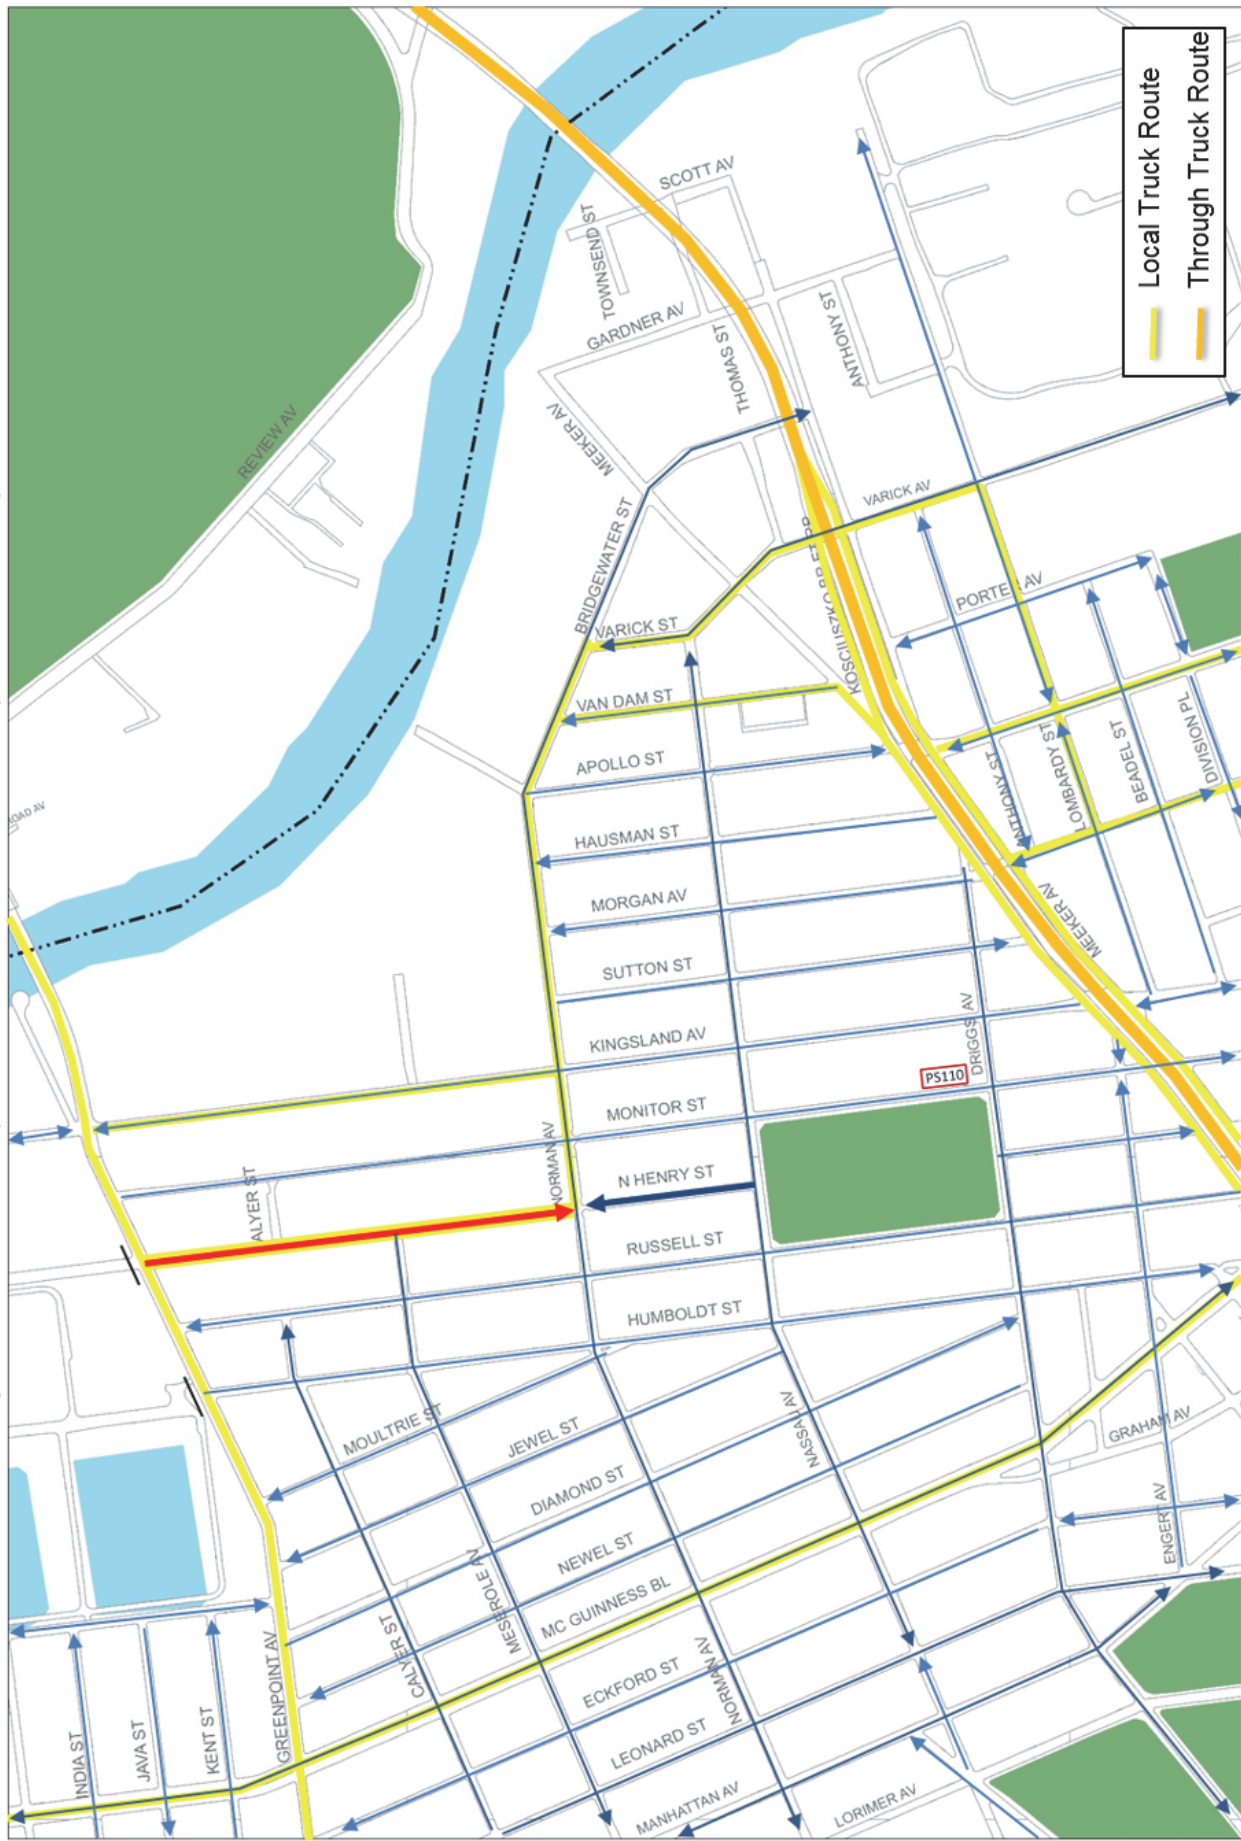 REVIEW AV
SCOTT AV
TOWNSEND ST
GARDNER AV
THOMAS ST
ANTHONY ST
MEEKER AV
BRIDGEWATER ST
VARICK AV
VARICK ST
VAN DAM ST
PORTER AV
APOLLO ST
HAUSMAN ST
MORGAN AV
SUTTON ST
KINGSLAND AV
MONITOR ST
N HENRY ST
RUSSELL ST
HUMBOLDT ST
ANTHONY ST
LOMBARDY ST
BEADEL ST
DIVISION PL
MEEKER AV
DRIGGS AV
PS110
NORMAN AV
ALYER ST
MOULTRIE ST
JEWEL ST
DIAMOND ST
NEWEL ST
MC GUINNESS BL
ECKFORD ST
LEONARD ST
MANHATTAN AV
LORIMER AV
NASSAU AV
GRAHAM AV
ENGERT AV
CALYER ST
MESEROLE AV
NORMAN AV
GREENPOINT AV
INDIA ST
JAVA ST
KENT ST
Local Truck Route
Through Truck Route